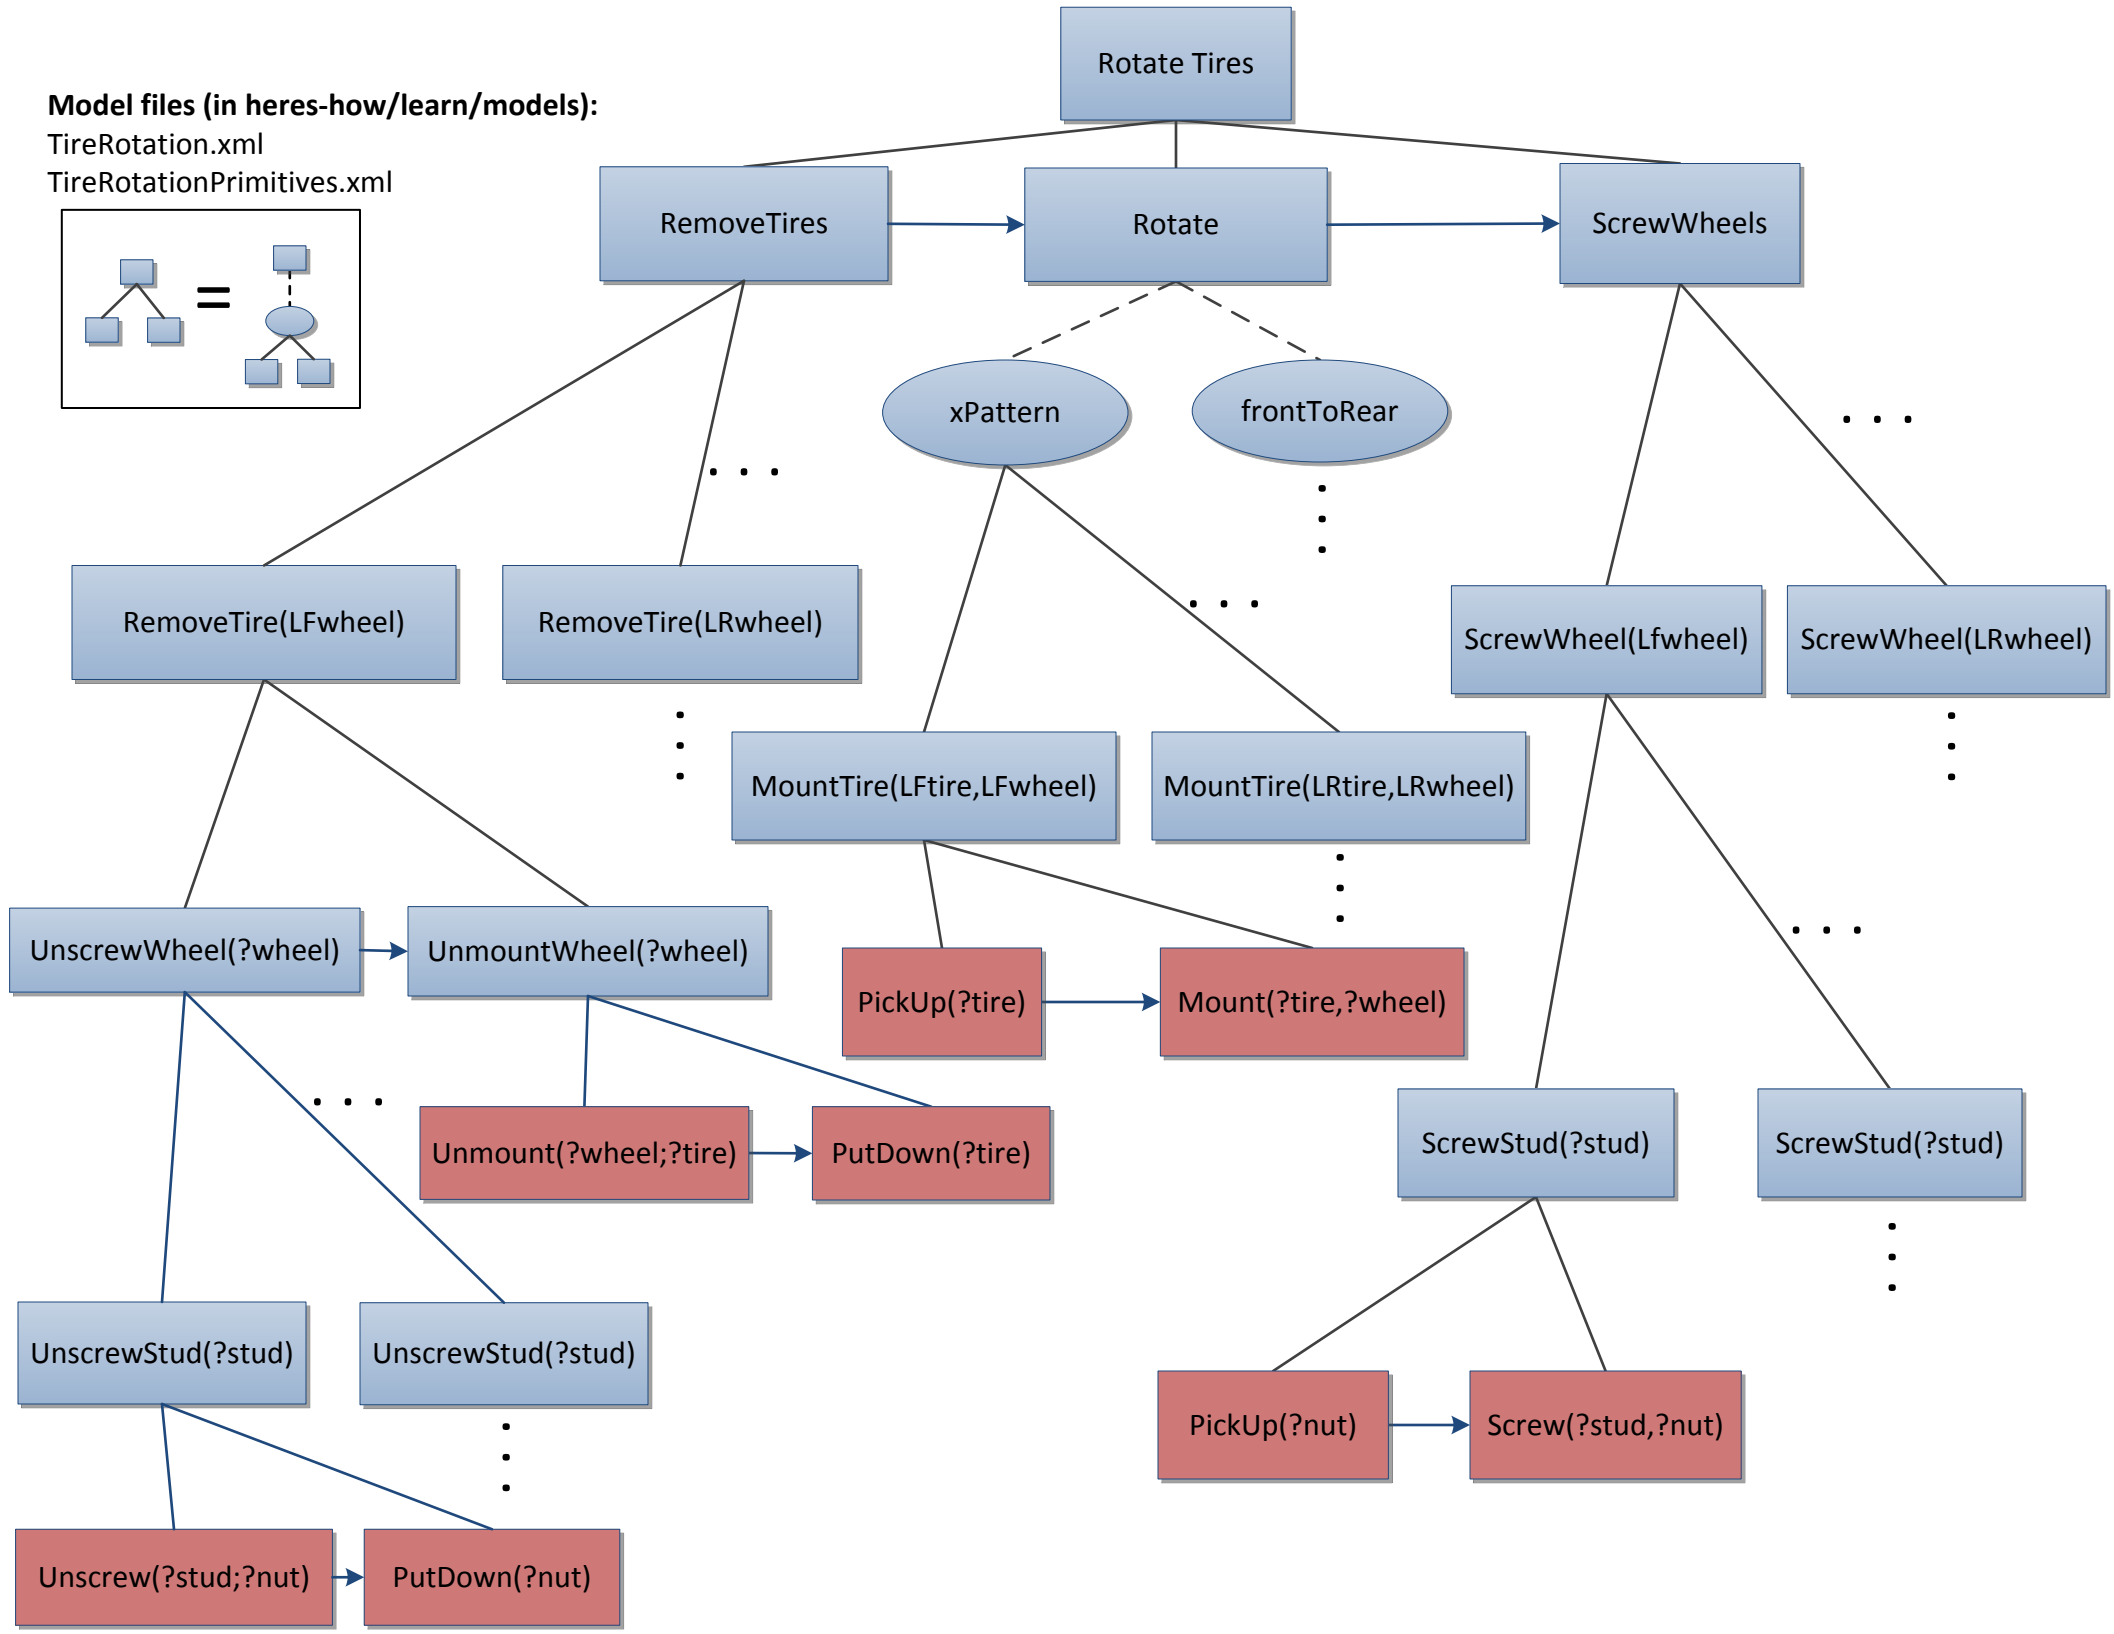 Rotate Tires
Model files (in heres-how/learn/models):
TireRotation.xml
TireRotationPrimitives.xml
=
RemoveTires
Rotate
ScrewWheels
xPattern
frontToRear
. . .
. . .
. . .
RemoveTire(LFwheel)
RemoveTire(LRwheel)
ScrewWheel(Lfwheel)
ScrewWheel(LRwheel)
MountTire(LFtire,LFwheel)
MountTire(LRtire,LRwheel)
UnscrewWheel(?wheel)
UnmountWheel(?wheel)
. . .
PickUp(?tire)
Mount(?tire,?wheel)
. . .
Unmount(?wheel;?tire)
PutDown(?tire)
ScrewStud(?stud)
ScrewStud(?stud)
UnscrewStud(?stud)
UnscrewStud(?stud)
PickUp(?nut)
Screw(?stud,?nut)
Unscrew(?stud;?nut)
PutDown(?nut)